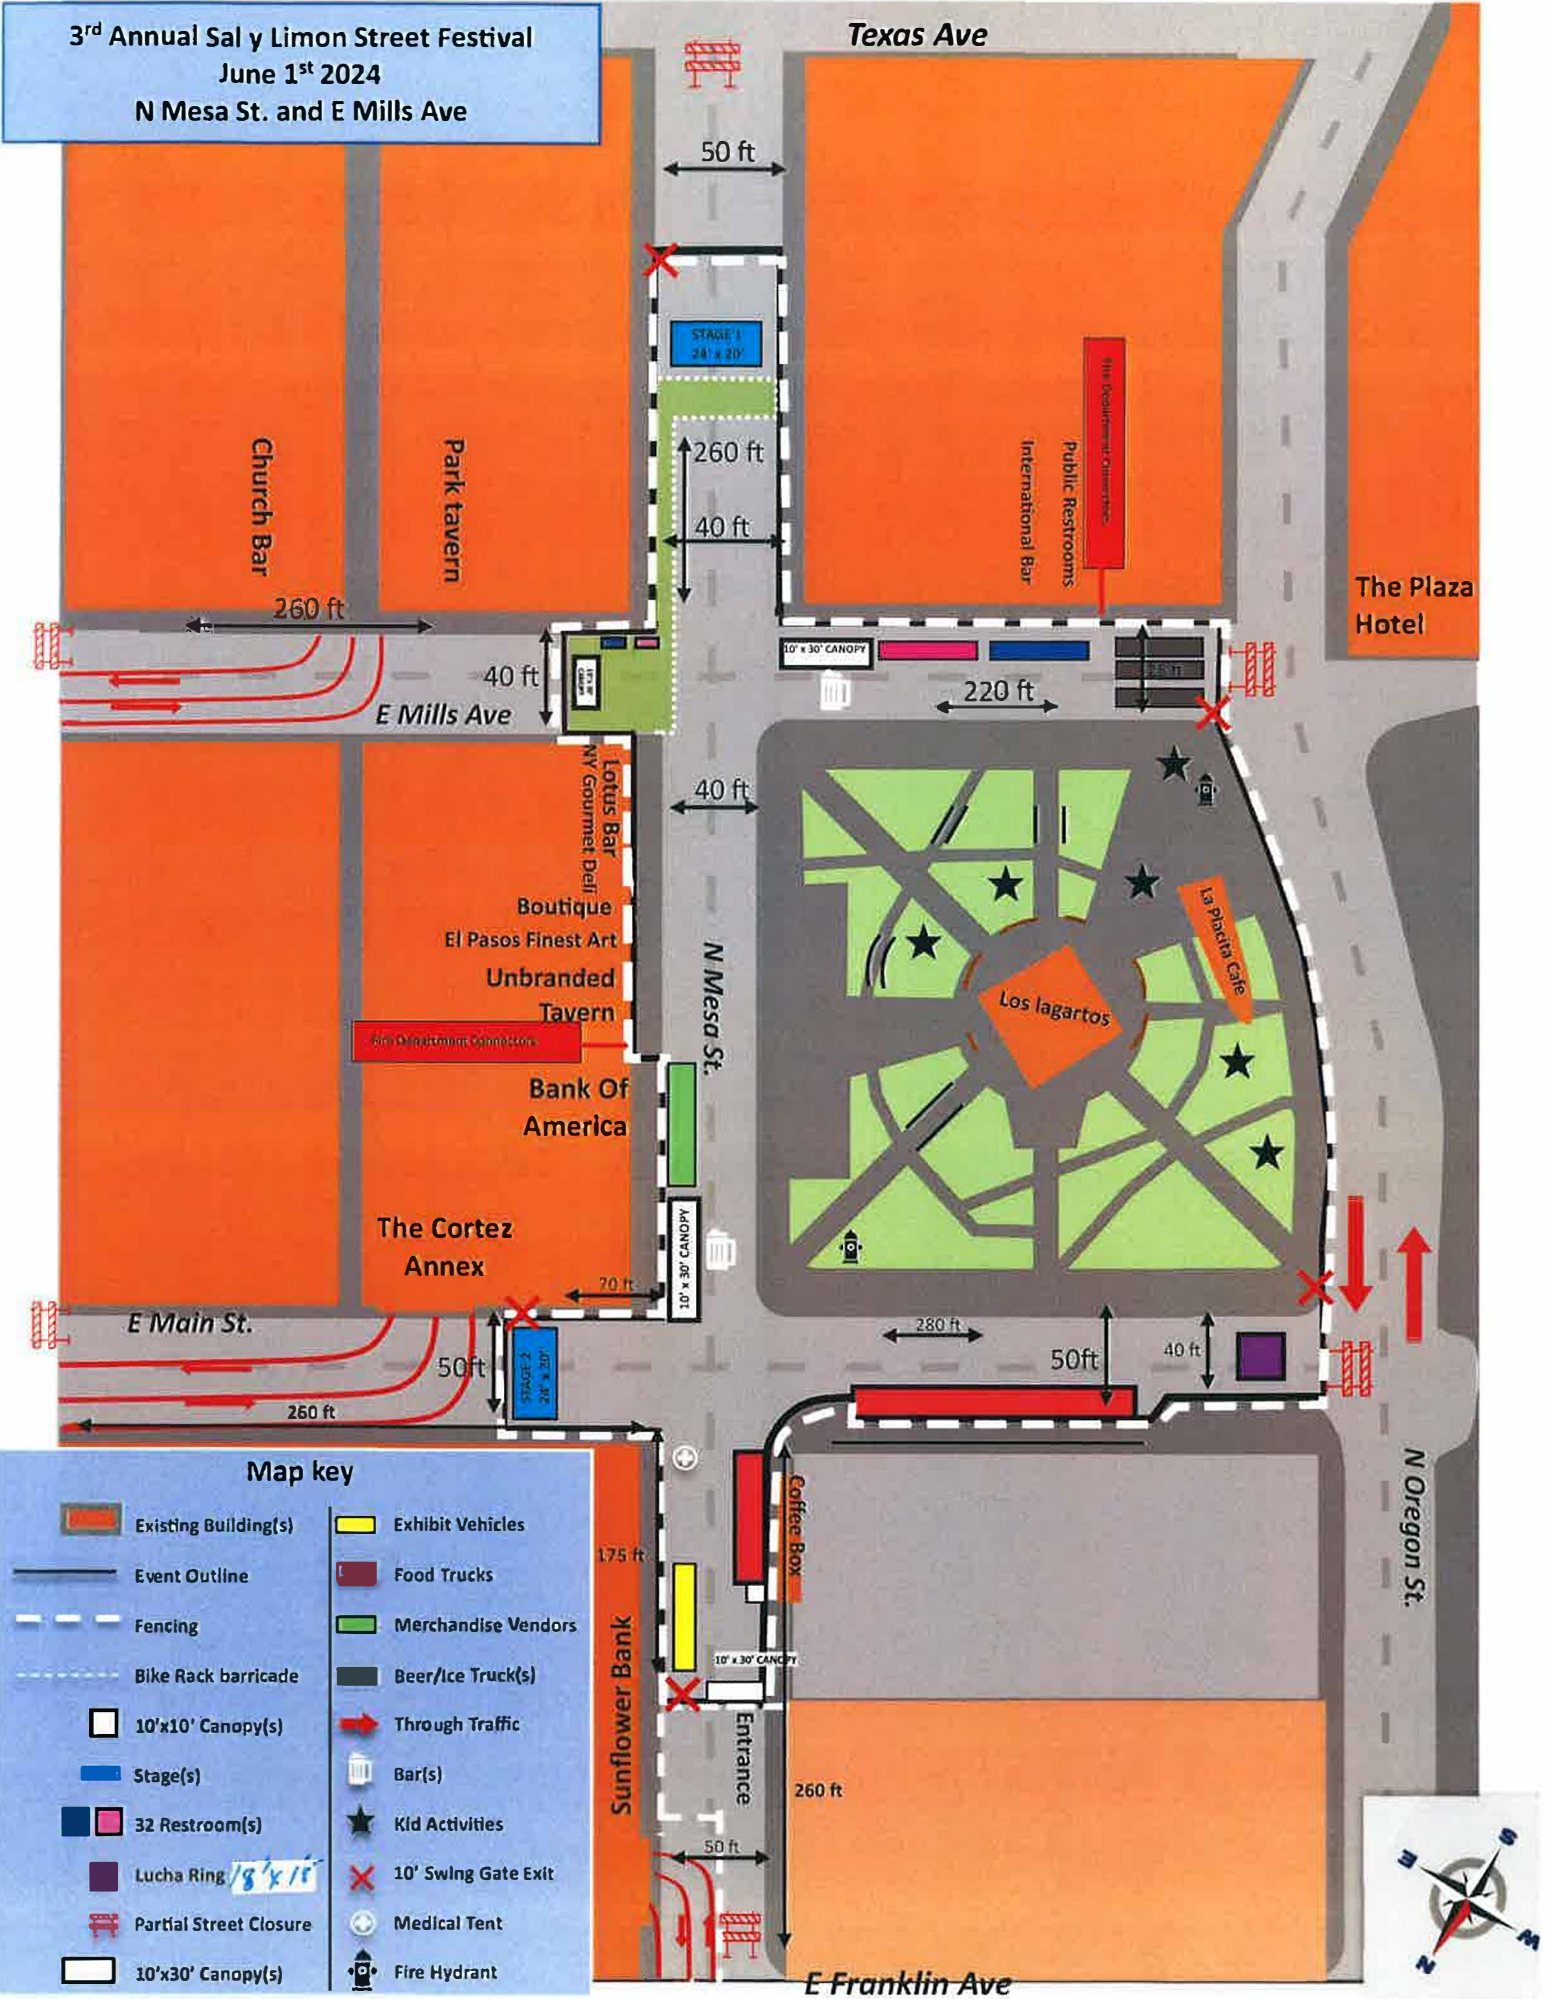 3rd Annual Sal y Limon Street Festival
June 1st 2024
N Mesa St. and E Mills Ave
Texas Ave
50 ft
STAGE 1
24' x 20'
260 ft
40 ft
Church Bar
Park tavern
International Bar
Public Restrooms
Fire Department Connectors
The Plaza
Hotel
260 ft
40 ft
E Mills Ave
10' x 30' CANOPY
220 ft
Lotus Bar
NY Gourmet Deli
40 ft
Boutique
El Pasos Finest Art
Unbranded
Tavern
Fire Department Connectors
Bank Of
America
N Mesa St.
La Placita Cafe
Los lagartos
The Cortez
Annex
70 ft
10' x 30' CANOPY
E Main St.
50ft
STAGE 2
24' x 20'
260 ft
280 ft
50ft
40 ft
N Oregon St.
Coffee Box
175 ft
Sunflower Bank
10' x 30' CANOPY
Entrance
260 ft
50 ft
E Franklin Ave
Map key
Existing Building(s)
Event Outline
Fencing
Bike Rack barricade
10'x10' Canopy(s)
Stage(s)
32 Restroom(s)
Lucha Ring 18'x18'
Partial Street Closure
10'x30' Canopy(s)
Exhibit Vehicles
Food Trucks
Merchandise Vendors
Beer/Ice Truck(s)
Through Traffic
Bar(s)
Kid Activities
10' Swing Gate Exit
Medical Tent
Fire Hydrant
S
E
W
N